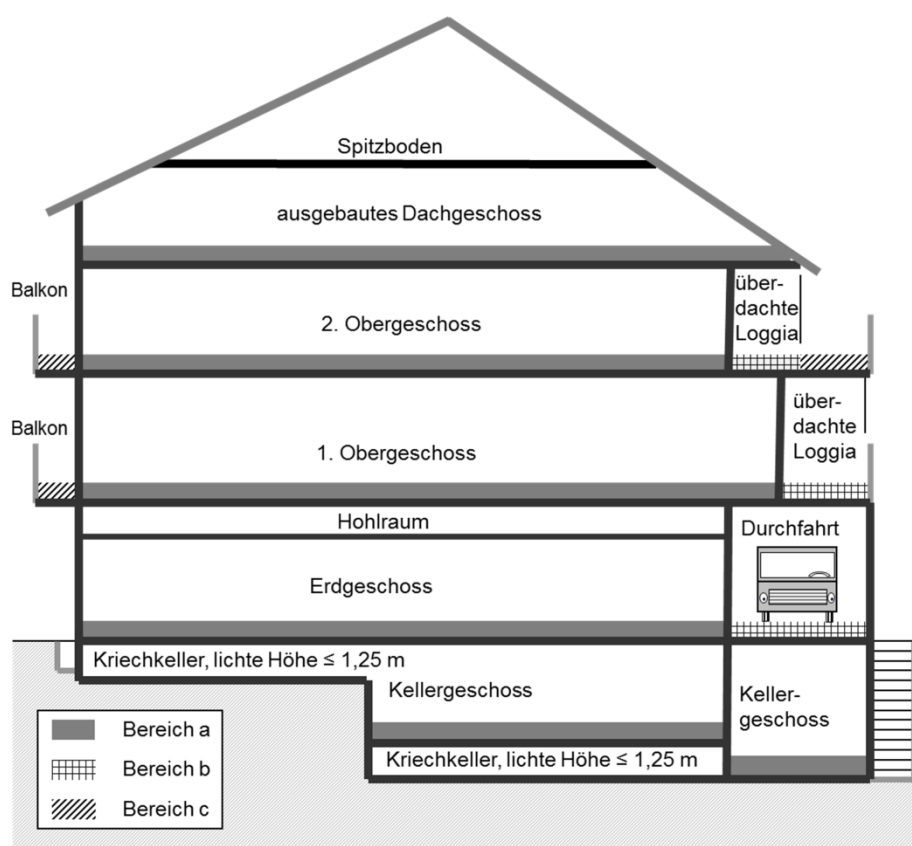 Spitzboden
ausgebautes Dachgeschoss
Balkon
2. Obergeschoss
über-
dachte
Loggia
Balkon
1. Obergeschoss
über-
dachte
Loggia
Hohlraum
Erdgeschoss
Durchfahrt
Kriechkeller, lichte Höhe ≤ 1,25 m
Kellergeschoss
Keller-
geschoss
Kriechkeller, lichte Höhe ≤ 1,25 m
Bereich a
Bereich b
Bereich c